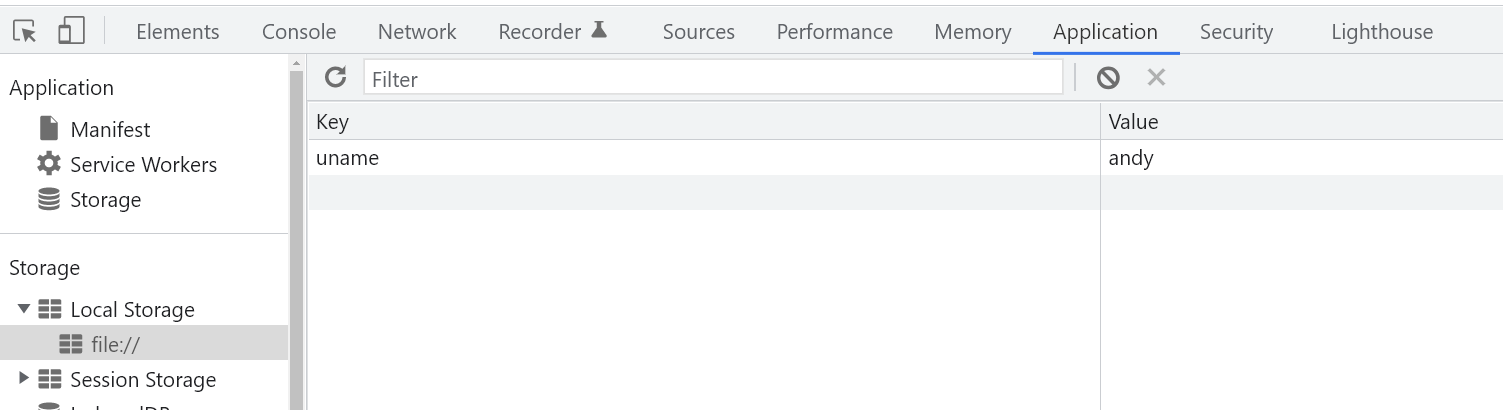 Elements Console Network Recorder Sources Performance Memory Application Security Lighthouse
Application
Manifest
Service Workers
Storage
Storage
Local Storage
file://
Session Storage
Filter
Key Value
uname andy